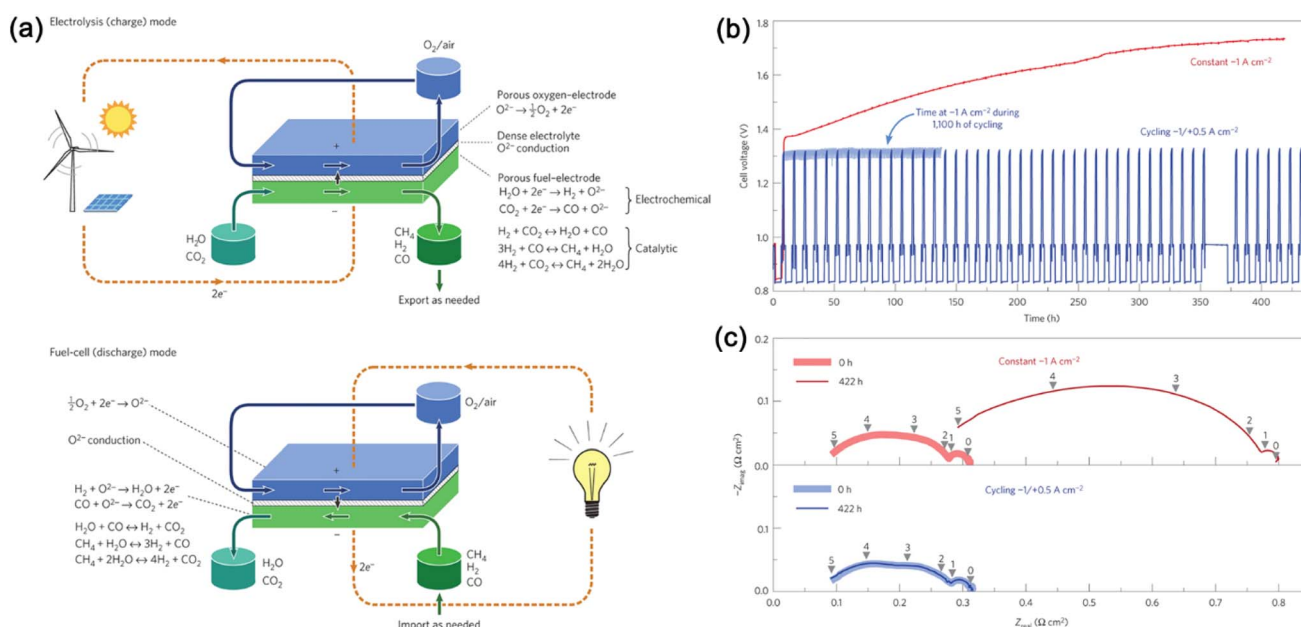 (a)
Electrolysis (charge) mode
O₂/air
Porous oxygen–electrode
O²⁻ → ½O₂ + 2e⁻
Dense electrolyte
O²⁻ conduction
Porous fuel–electrode
H₂O + 2e⁻ → H₂ + O²⁻
CO₂ + 2e⁻ → CO + O²⁻
Electrochemical
H₂ + CO₂ ↔ H₂O + CO
3H₂ + CO ↔ CH₄ + H₂O
4H₂ + CO₂ ↔ CH₄ + 2H₂O
Catalytic
+
−
H₂O
CO₂
CH₄
H₂
CO
2e⁻
Export as needed
Fuel-cell (discharge) mode
½O₂ + 2e⁻ → O²⁻
O²⁻ conduction
H₂ + O²⁻ → H₂O + 2e⁻
CO + O²⁻ → CO₂ + 2e⁻
H₂O + CO ↔ H₂ + CO₂
CH₄ + H₂O ↔ 3H₂ + CO
CH₄ + 2H₂O ↔ 4H₂ + CO₂
O₂/air
+
−
H₂O
CO₂
2e⁻
CH₄
H₂
CO
Import as needed
(b)
Cell voltage (V)
1.8
1.6
1.4
1.2
1.0
0.8
Constant −1 A cm⁻²
Time at −1 A cm⁻² during
1,100 h of cycling
Cycling −1/+0.5 A cm⁻²
0 50 100 150 200 250 300 350 400
Time (h)
(c)
−Z imag (Ω cm²)
0.2
0.1
0.0
0 h
422 h
Constant −1 A cm⁻²
5 4 3 2 1 0
5 4 3 2 1 0
0.1
0.0
0.1
0.0
0 h
422 h
Cycling −1/+0.5 A cm⁻²
5 4 3 2 1 0
0.0 0.1 0.2 0.3 0.4 0.5 0.6 0.7 0.8
Z real (Ω cm²)